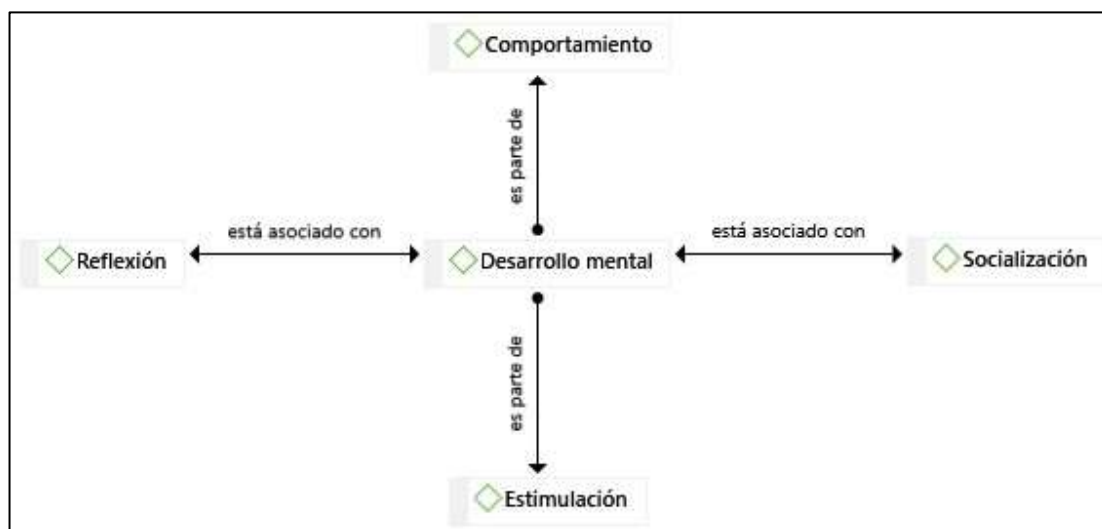 Comportamiento
es parte de
está asociado con
está asociado con
Reflexión
Desarrollo mental
Socialización
es parte de
Estimulación